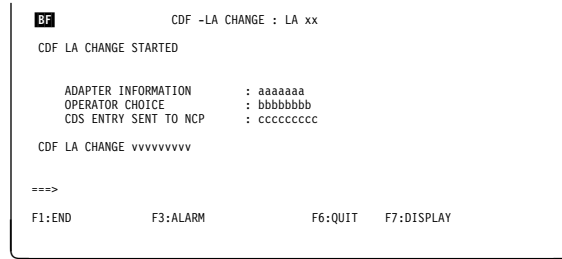 BF CDF -LA CHANGE : LA xx
CDF LA CHANGE STARTED
ADAPTER INFORMATION : aaaaaaa
OPERATOR CHOICE : bbbbbbbb
CDS ENTRY SENT TO NCP : ccccccccc
CDF LA CHANGE vvvvvvvvv
===>
F1:END F3:ALARM F6:QUIT F7:DISPLAY